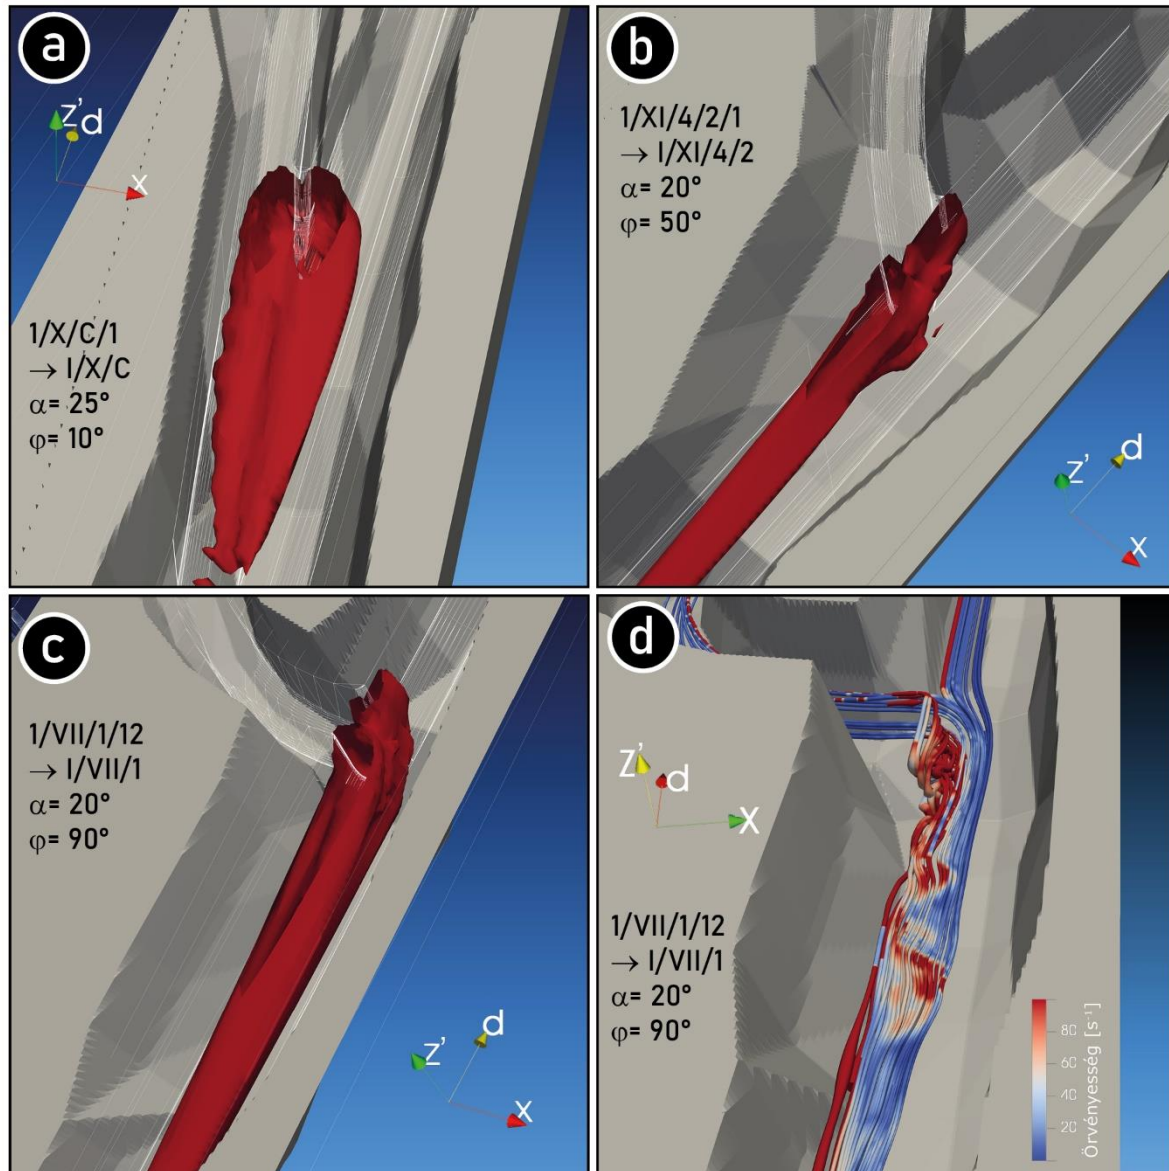 a
z'
d
x
1/X/C/1
→ I/X/C
α= 25°
φ= 10°
b
1/XI/4/2/1
→ I/XI/4/2
α= 20°
φ= 50°
z'
d
x
c
1/VII/1/12
→ I/VII/1
α= 20°
φ= 90°
z'
d
x
d
z'
d
x
1/VII/1/12
→ I/VII/1
α= 20°
φ= 90°
80
60
40
20
Örvényesség [s⁻¹]